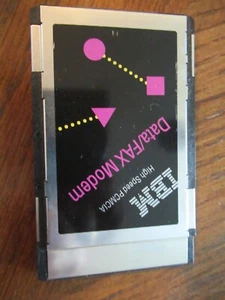 IBM
High Speed PCMCIA
Data/FAX Modem